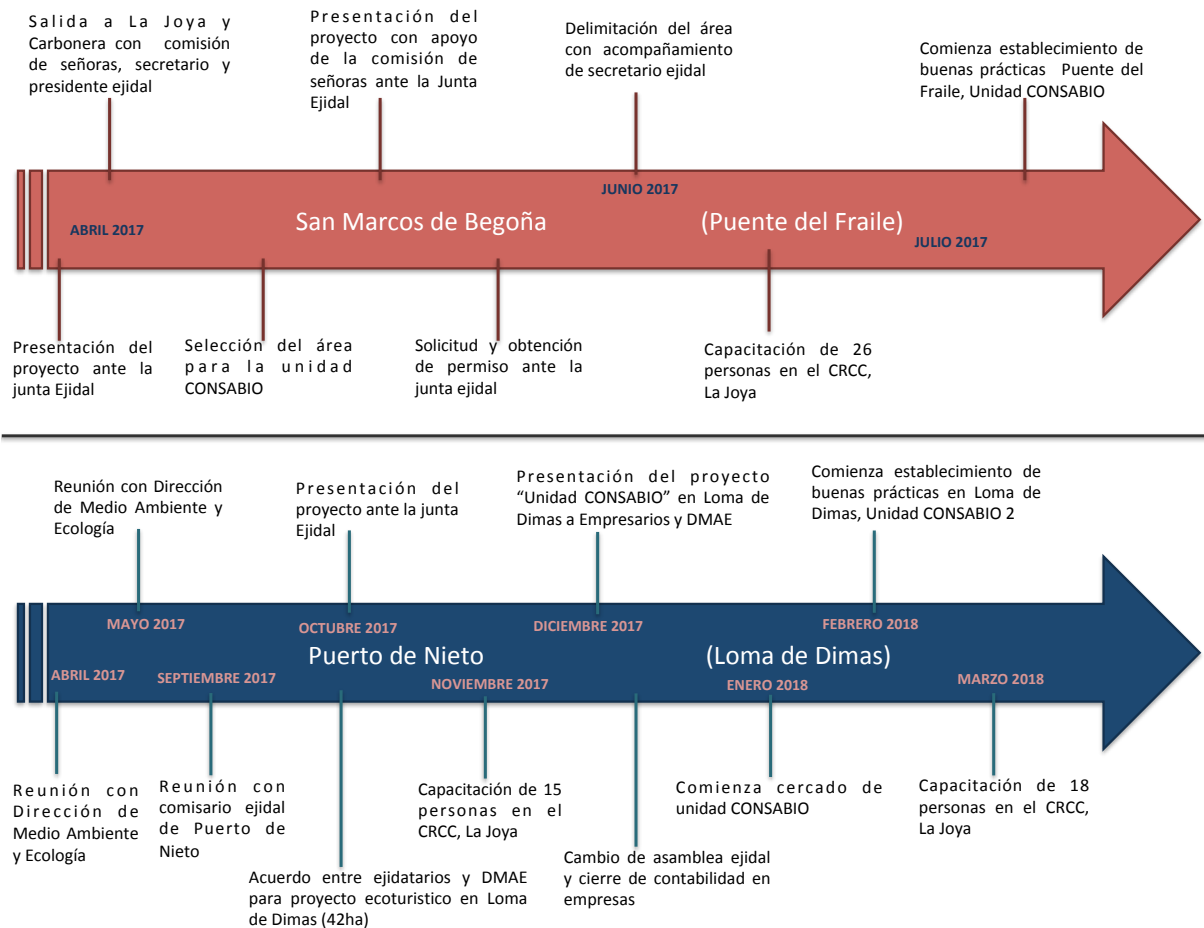 Salida a La Joya y
Carbonera con comisión
de señoras, secretario y
presidente ejidal
Presentación del
proyecto con apoyo
de la comisión de
señoras ante la Junta
Ejidal
Delimitación del área
con acompañamiento
de secretario ejidal
Comienza establecimiento de
buenas prácticas Puente del
Fraile, Unidad CONSABIO
JUNIO 2017
ABRIL 2017
San Marcos de Begoña
(Puente del Fraile)
JULIO 2017
Presentación del
proyecto ante la
junta Ejidal
Selección del área
para la unidad
CONSABIO
Solicitud y obtención
de permiso ante la
junta ejidal
Capacitación de 26
personas en el CRCC,
La Joya
Reunión con Dirección
de Medio Ambiente y
Ecología
Presentación del
proyecto ante la junta
Ejidal
Presentación del proyecto
“Unidad CONSABIO” en Loma de
Dimas a Empresarios y DMAE
Comienza establecimiento de
buenas prácticas en Loma de
Dimas, Unidad CONSABIO 2
MAYO 2017
OCTUBRE 2017
DICIEMBRE 2017
FEBRERO 2018
Puerto de Nieto
(Loma de Dimas)
ABRIL 2017
SEPTIEMBRE 2017
NOVIEMBRE 2017
ENERO 2018
MARZO 2018
Reunión con
Dirección de
Medio Ambiente
y Ecología
Reunión con
comisario ejidal
de Puerto de
Nieto
Acuerdo entre ejidatarios y DMAE
para proyecto ecoturistico en Loma
de Dimas (42ha)
Capacitación de 15
personas en el
CRCC, La Joya
Cambio de asamblea ejidal
y cierre de contabilidad en
empresas
Comienza cercado de
unidad CONSABIO
Capacitación de 18
personas en el CRCC,
La Joya